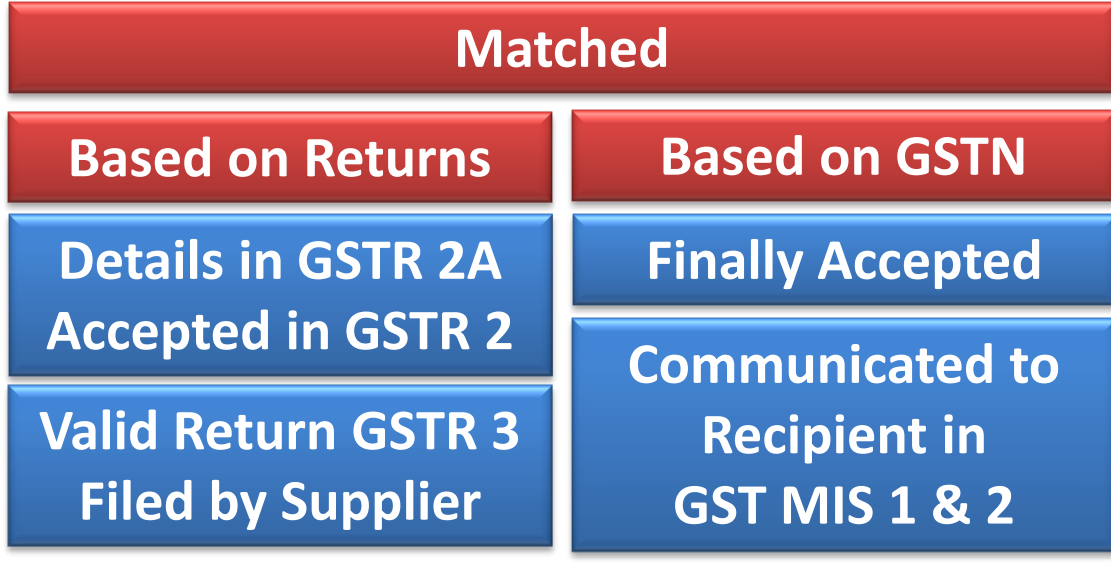 Matched
Based on Returns
Details in GSTR 2A
Accepted in GSTR 2
Valid Return GSTR 3
Filed by Supplier
Based on GSTN
Finally Accepted
Communicated to
Recipient in
GST MIS 1 & 2